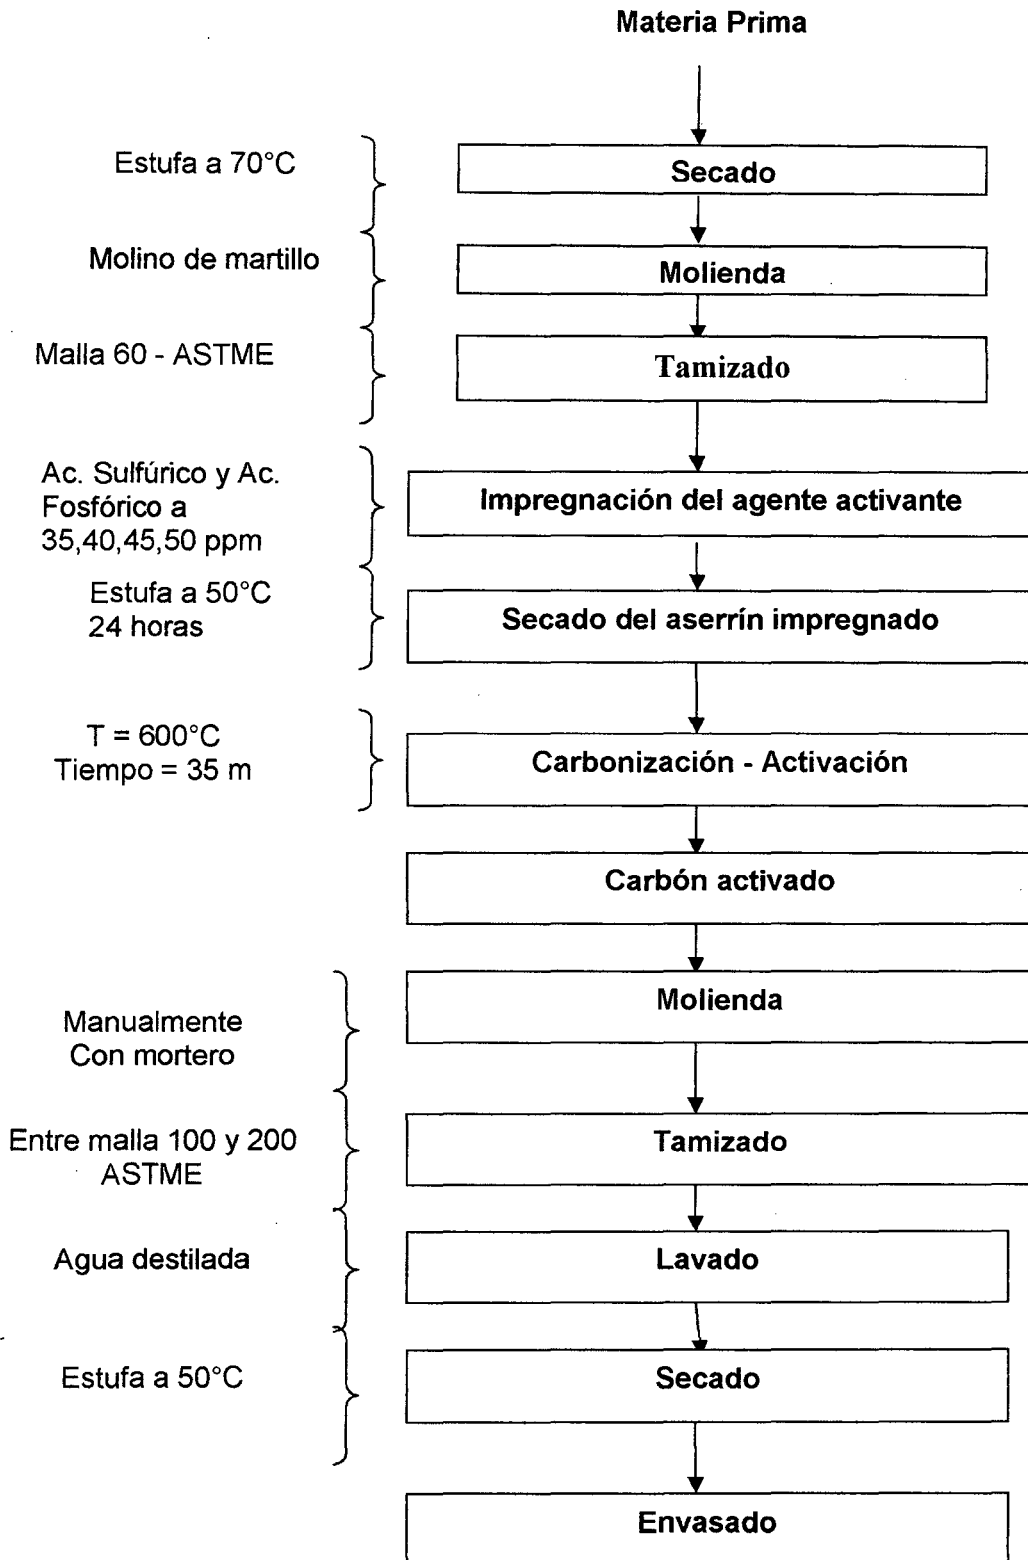 Materia Prima
Estufa a 70°C
Secado
Molino de martillo
Molienda
Malla 60 - ASTME
Tamizado
Ac. Sulfúrico y Ac.
Fosfórico a
35,40,45,50 ppm
Impregnación del agente activante
Estufa a 50°C
24 horas
Secado del aserrín impregnado
T = 600°C
Tiempo = 35 m
Carbonización - Activación
Carbón activado
Molienda
Manualmente
Con mortero
Entre malla 100 y 200
ASTME
Tamizado
Agua destilada
Lavado
Estufa a 50°C
Secado
Envasado